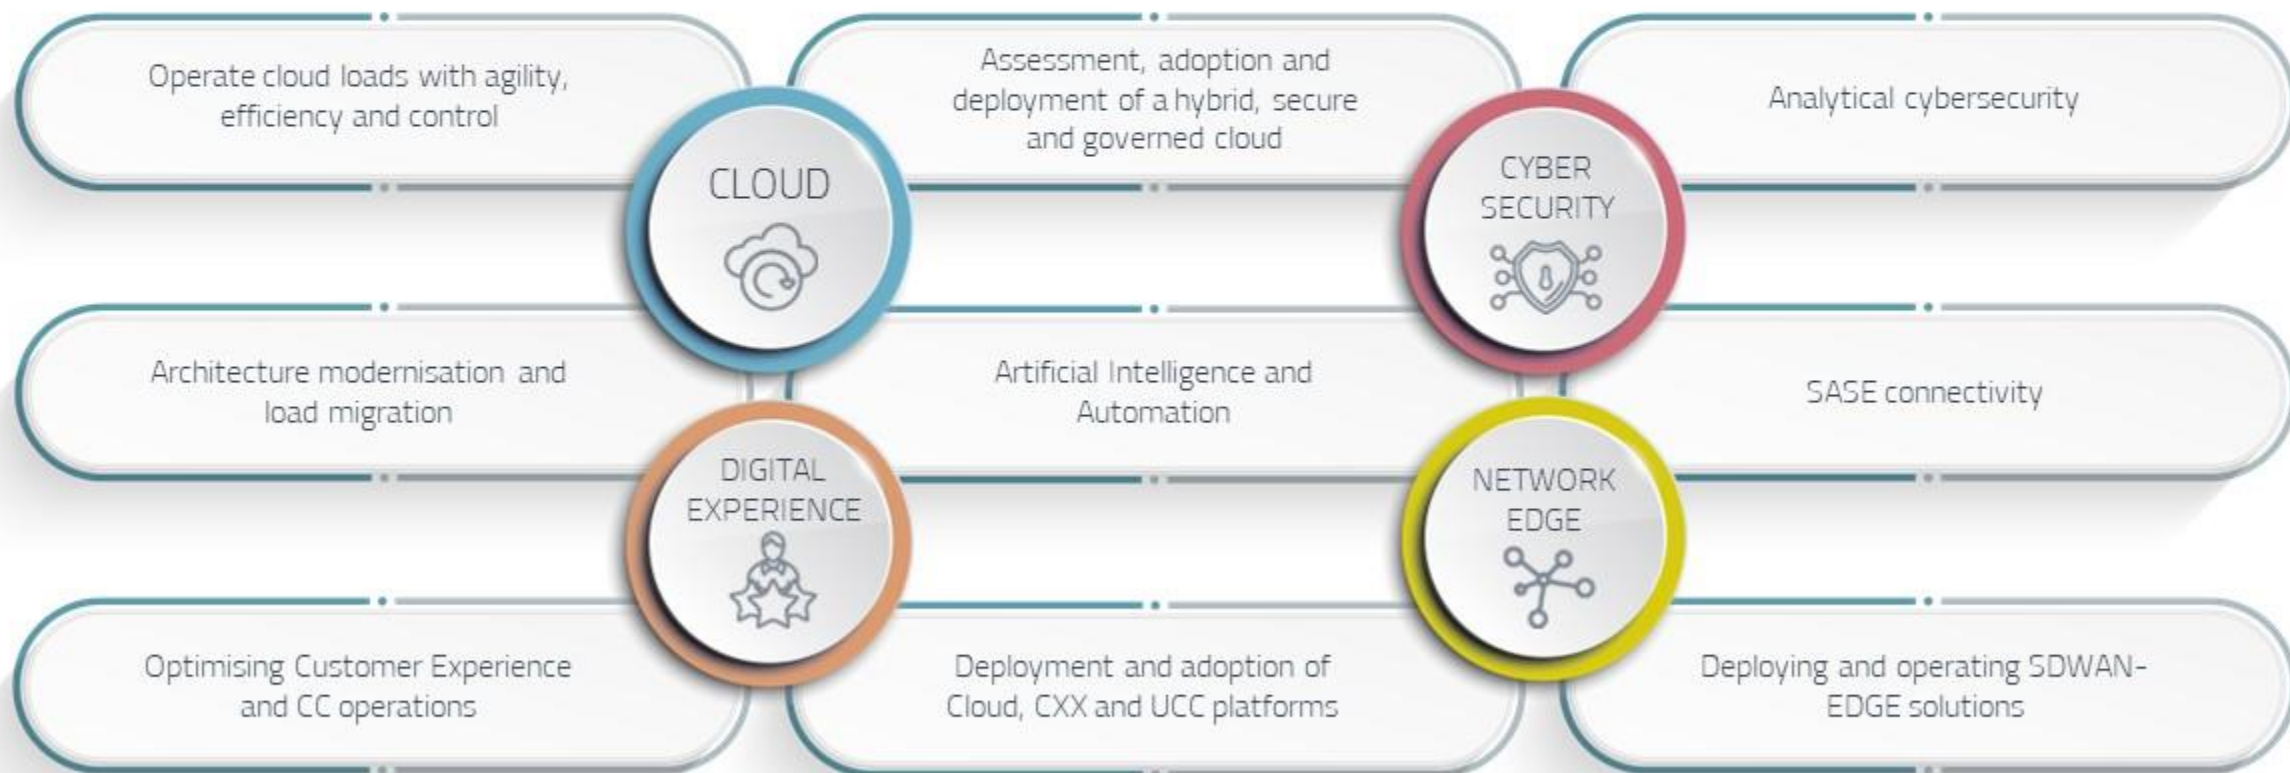 Operate cloud loads with agility,
efficiency and control
Assessment, adoption and
deployment of a hybrid, secure
and governed cloud
Analytical cybersecurity
CLOUD
CYBER
SECURITY
Architecture modernisation and
load migration
Artificial Intelligence and
Automation
SASE connectivity
DIGITAL
EXPERIENCE
NETWORK
EDGE
Optimising Customer Experience
and CC operations
Deployment and adoption of
Cloud, CXX and UCC platforms
Deploying and operating SDWAN-
EDGE solutions